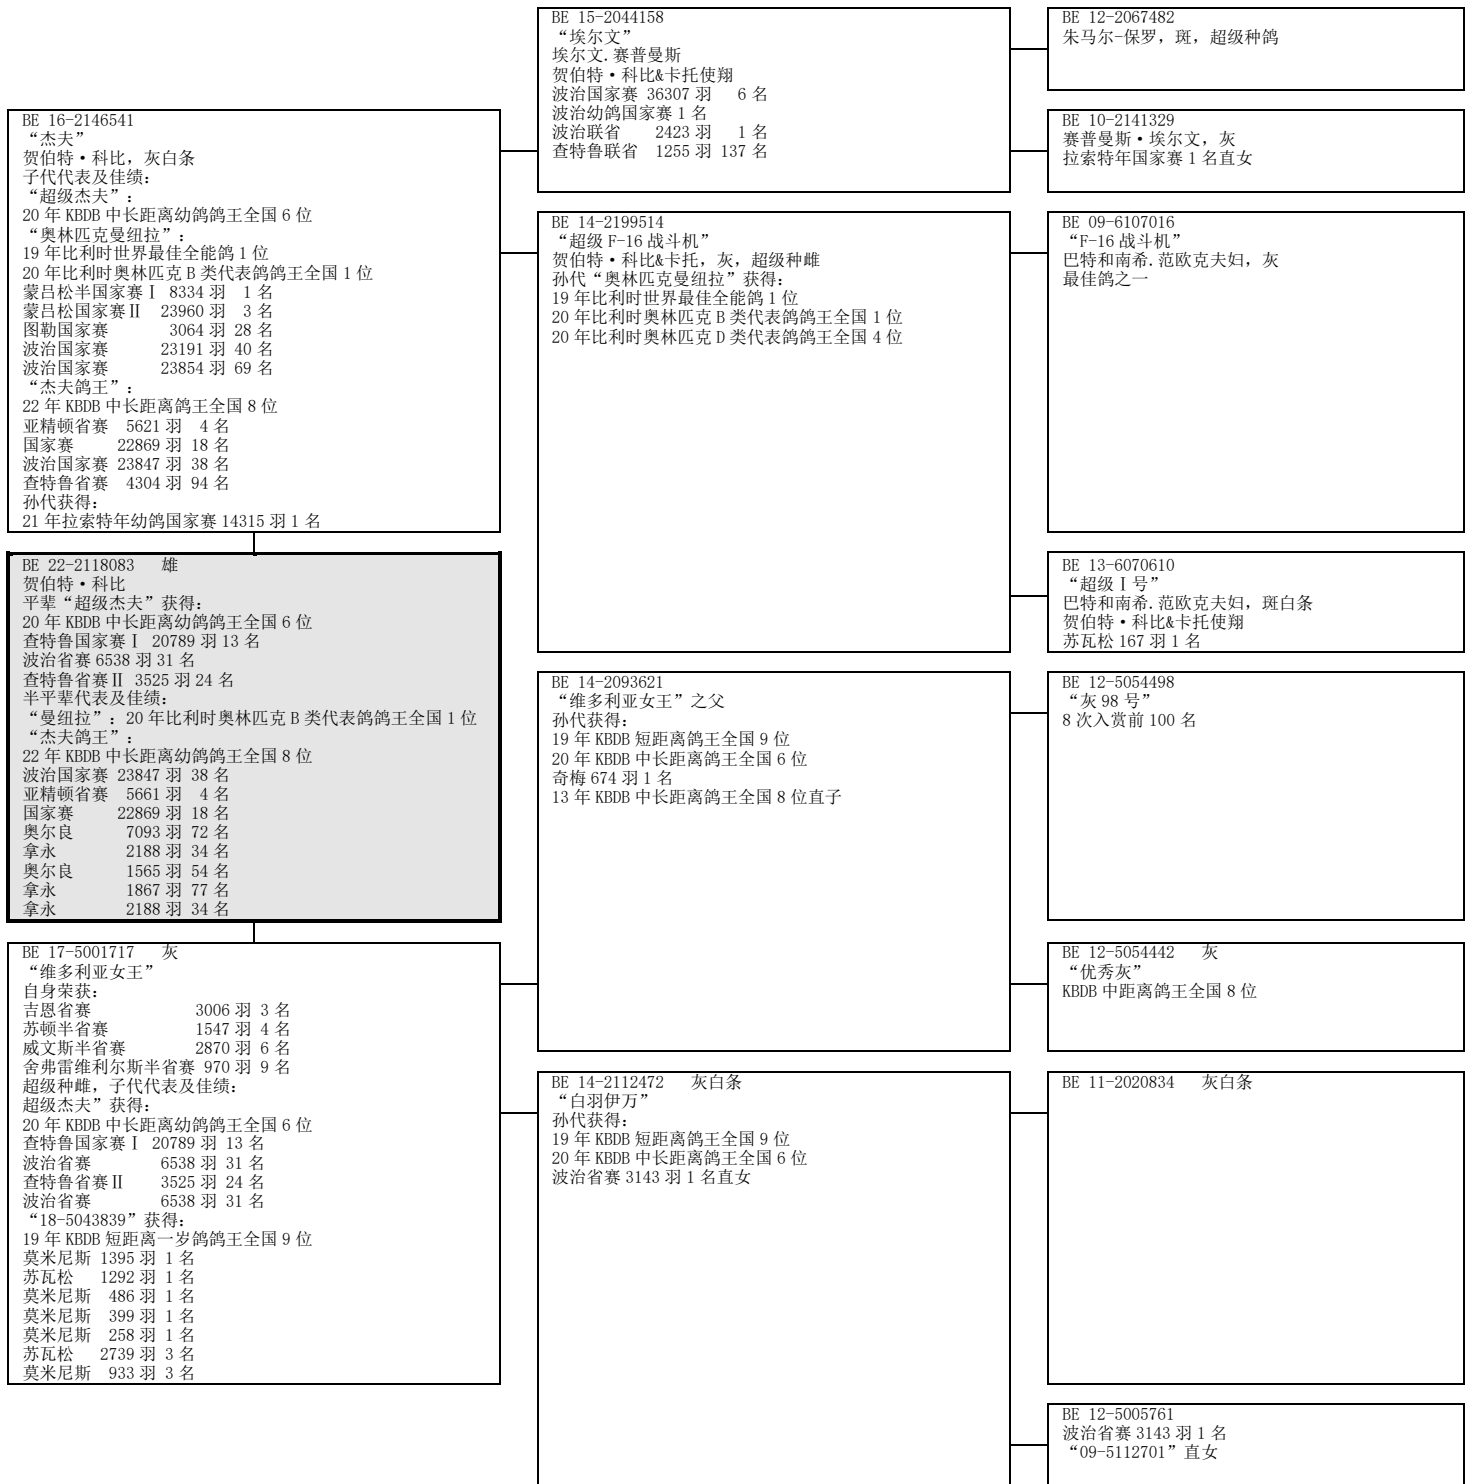 BE 16-2146541
“杰夫”
贺伯特·科比，灰白条
子代代表及佳绩：
“超级杰夫”：
20 年 KBDB 中长距离幼鸽鸽王全国 6 位
“奥林匹克曼纽拉”：
19 年比利时世界最佳全能鸽 1 位
20 年比利时奥林匹克 B 类代表鸽鸽王全国 1 位
蒙吕松半国家赛Ⅰ 8334 羽 1 名
蒙吕松国家赛Ⅱ 23960 羽 3 名
图勒国家赛 3064 羽 28 名
波治国家赛 23191 羽 40 名
波治国家赛 23854 羽 69 名
“杰夫鸽王”：
22 年 KBDB 中长距离鸽王全国 8 位
亚精顿省赛 5621 羽 4 名
国家赛 22869 羽 18 名
波治国家赛 23847 羽 38 名
查特鲁省赛 4304 羽 94 名
孙代获得：
21 年拉索特年幼鸽国家赛 14315 羽 1 名
BE 22-2118083 雄
贺伯特·科比
平辈“超级杰夫”获得：
20 年 KBDB 中长距离幼鸽鸽王全国 6 位
查特鲁国家赛Ⅰ 20789 羽 13 名
波治省赛 6538 羽 31 名
查特鲁省赛Ⅱ 3525 羽 24 名
半平辈代表及佳绩：
“曼纽拉”：20 年比利时奥林匹克 B 类代表鸽鸽王全国 1 位
“杰夫鸽王”：
22 年 KBDB 中长距离幼鸽鸽王全国 8 位
波治国家赛 23847 羽 38 名
亚精顿省赛 5661 羽 4 名
国家赛 22869 羽 18 名
奥尔良 7093 羽 72 名
拿永 2188 羽 34 名
奥尔良 1565 羽 54 名
拿永 1867 羽 77 名
拿永 2188 羽 34 名
BE 17-5001717 灰
“维多利亚女王”
自身荣获：
吉恩省赛 3006 羽 3 名
苏顿半省赛 1547 羽 4 名
威文斯半省赛 2870 羽 6 名
舍弗雷维利尔斯半省赛 970 羽 9 名
超级种雌，子代代表及佳绩：
超级杰夫”获得：
20 年 KBDB 中长距离幼鸽鸽王全国 6 位
查特鲁国家赛Ⅰ 20789 羽 13 名
波治省赛 6538 羽 31 名
查特鲁省赛Ⅱ 3525 羽 24 名
波治省赛 6538 羽 31 名
“18-5043839”获得：
19 年 KBDB 短距离一岁鸽鸽王全国 9 位
莫米尼斯 1395 羽 1 名
苏瓦松 1292 羽 1 名
莫米尼斯 486 羽 1 名
莫米尼斯 399 羽 1 名
莫米尼斯 258 羽 1 名
苏瓦松 2739 羽 3 名
莫米尼斯 933 羽 3 名
BE 15-2044158
“埃尔文”
埃尔文.赛普曼斯
贺伯特·科比&卡托使翔
波治国家赛 36307 羽 6 名
波治幼鸽国家赛 1 名
波治联省 2423 羽 1 名
查特鲁联省 1255 羽 137 名
BE 14-2199514
“超级 F-16 战斗机”
贺伯特·科比&卡托，灰，超级种雌
孙代“奥林匹克曼纽拉”获得：
19 年比利时世界最佳全能鸽 1 位
20 年比利时奥林匹克 B 类代表鸽鸽王全国 1 位
20 年比利时奥林匹克 D 类代表鸽鸽王全国 4 位
BE 14-2093621
“维多利亚女王”之父
孙代获得：
19 年 KBDB 短距离鸽王全国 9 位
20 年 KBDB 中长距离鸽王全国 6 位
奇梅 674 羽 1 名
13 年 KBDB 中长距离鸽王全国 8 位直子
BE 14-2112472 灰白条
“白羽伊万”
孙代获得：
19 年 KBDB 短距离鸽王全国 9 位
20 年 KBDB 中长距离鸽王全国 6 位
波治省赛 3143 羽 1 名直女
BE 12-2067482
朱马尔-保罗，斑，超级种鸽
BE 10-2141329
赛普曼斯·埃尔文，灰
拉索特年国家赛 1 名直女
BE 09-6107016
“F-16 战斗机”
巴特和南希.范欧克夫妇，灰
最佳鸽之一
BE 13-6070610
“超级Ⅰ号”
巴特和南希.范欧克夫妇，斑白条
贺伯特·科比&卡托使翔
苏瓦松 167 羽 1 名
BE 12-5054498
“灰 98 号”
8 次入赏前 100 名
BE 12-5054442 灰
“优秀灰”
KBDB 中距离鸽王全国 8 位
BE 11-2020834 灰白条
BE 12-5005761
波治省赛 3143 羽 1 名
“09-5112701”直女